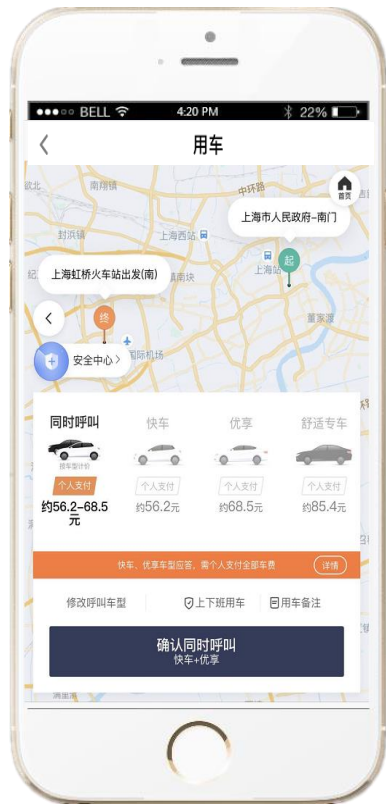 BELL
4:20 PM
22%
用车
南翔镇
中环路
首页
上海市人民政府-南门
封浜镇
上海西站
起
上海虹桥火车站出发(南)
董家渡
终
安全中心
国际机场
同时呼叫
快车
优享
舒适专车
按车型计价
个人支付
个人支付
个人支付
个人支付
约56.2-68.5
元
约56.2元
约68.5元
约85.4元
快车、优享车型应答，需个人支付全部车费
详情
修改呼叫车型
上下班用车
用车备注
确认同时呼叫
快车+优享